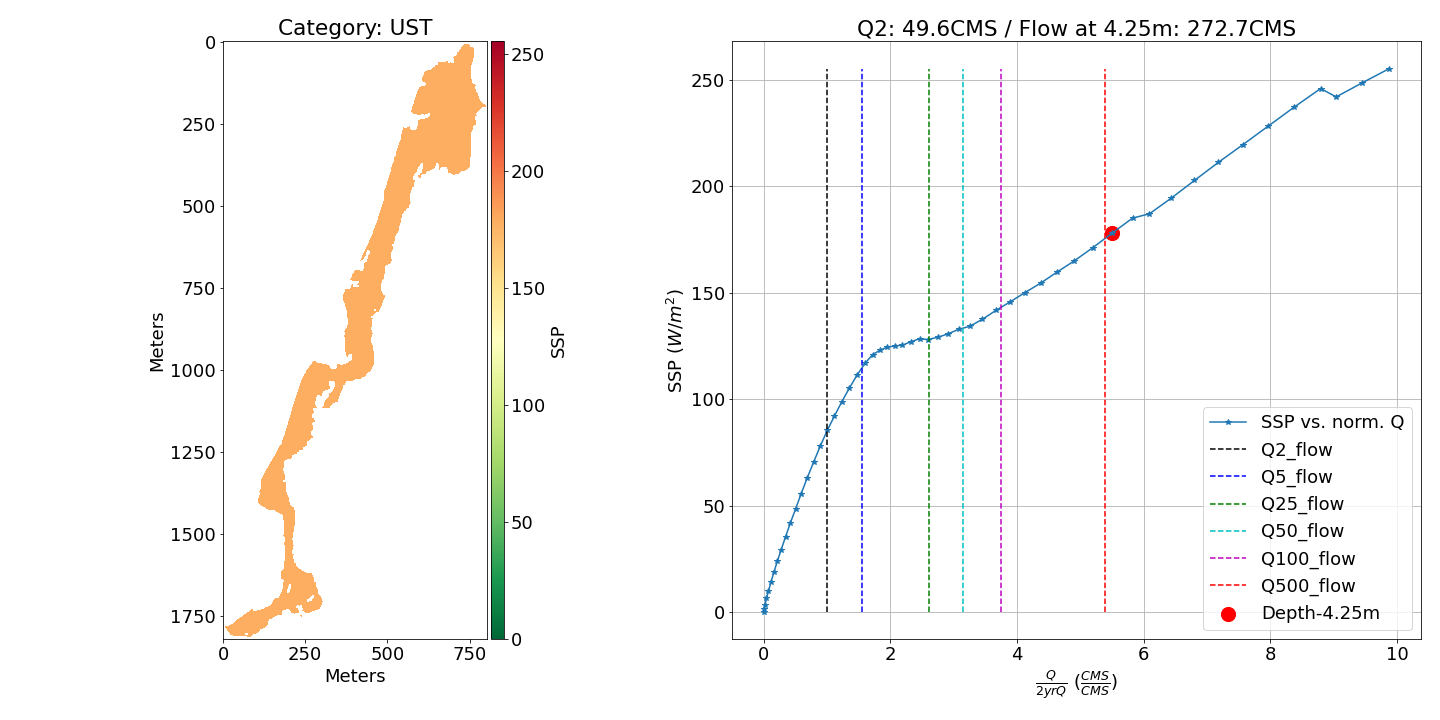 Category: UST
0
250
500
750
1000
1250
1500
1750
Meters
0
250
500
750
Meters
250
200
150
100
50
0
SSP
Q2: 49.6CMS / Flow at 4.25m: 272.7CMS
250
200
150
100
50
0
SSP (W/m²)
0
2
4
6
8
10
Q/2yrQ (CMS/CMS)
SSP vs. norm. Q
Q2_flow
Q5_flow
Q25_flow
Q50_flow
Q100_flow
Q500_flow
Depth-4.25m